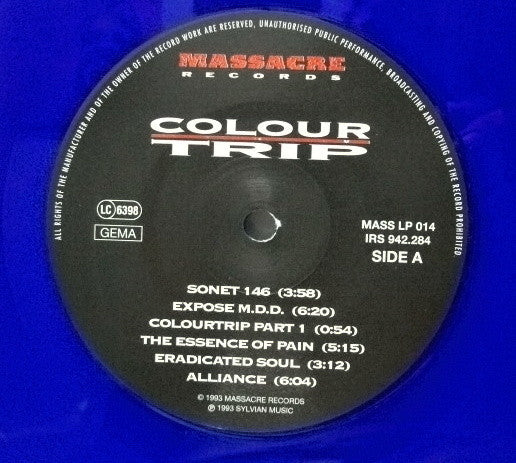 ALL RIGHTS OF THE MANUFACTURER AND OF THE OWNER OF THE RECORD WORK ARE RESERVED, UNAUTHORISED PUBLIC PERFORMANCE, BROADCASTING AND COPYING OF THE RECORD PROHIBITED
MASSACRE
RECORDS
COLOUR
TRIP
LC 6398
GEMA
MASS LP 014
IRS 942.284
SIDE A
SONET 146 (3:58)
EXPOSE M.D.D. (6:20)
COLOURTRIP PART 1 (0:54)
THE ESSENCE OF PAIN (5:15)
ERADICATED SOUL (3:12)
ALLIANCE (6:04)
© 1993 MASSACRE RECORDS
℗ 1993 SYLVIAN MUSIC